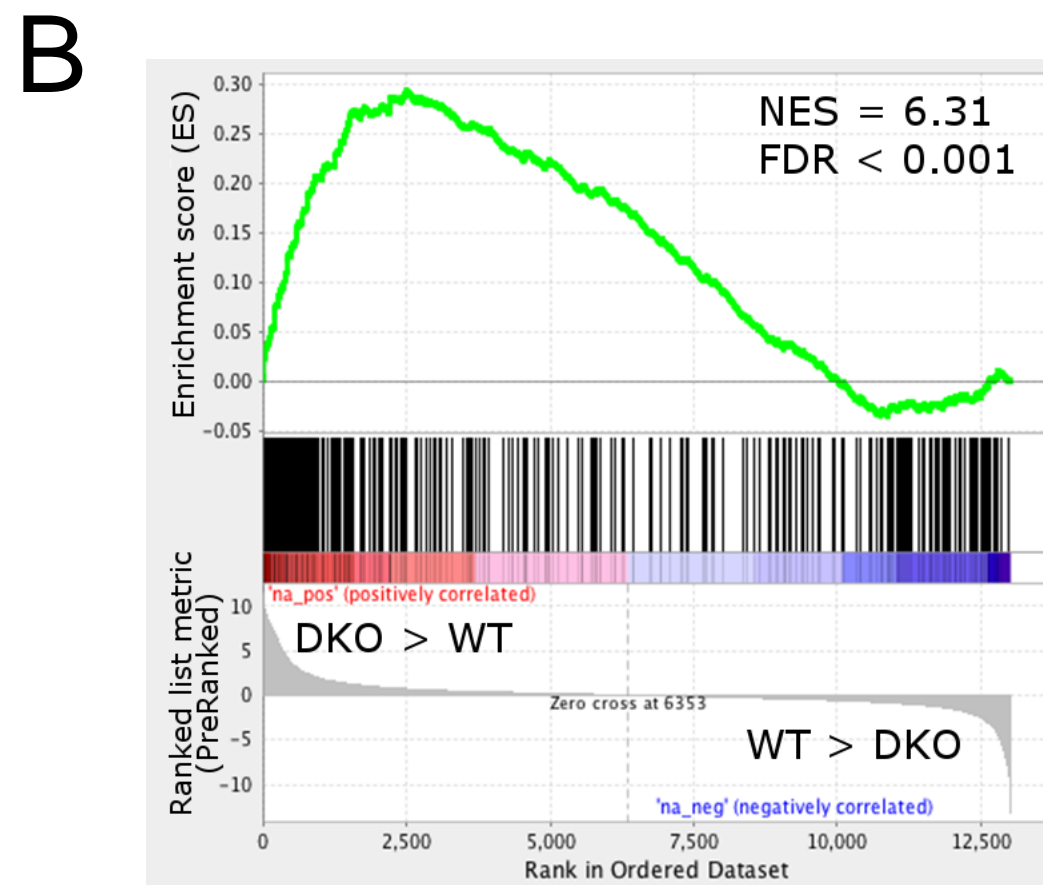 B
NES = 6.31
FDR < 0.001
Enrichment score (ES)
0.30
0.25
0.20
0.15
0.10
0.05
0.00
-0.05
'na_pos' (positively correlated)
DKO > WT
Ranked list metric
(PreRanked)
10
5
0
-5
-10
Zero cross at 6353
WT > DKO
'na_neg' (negatively correlated)
0 2,500 5,000 7,500 10,000 12,500
Rank in Ordered Dataset